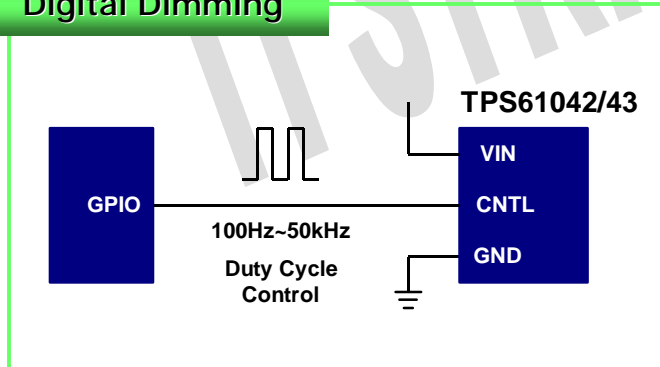 Digital Dimming
TPS61042/43
VIN
GPIO
CNTL
100Hz~50kHz
GND
Duty Cycle
Control